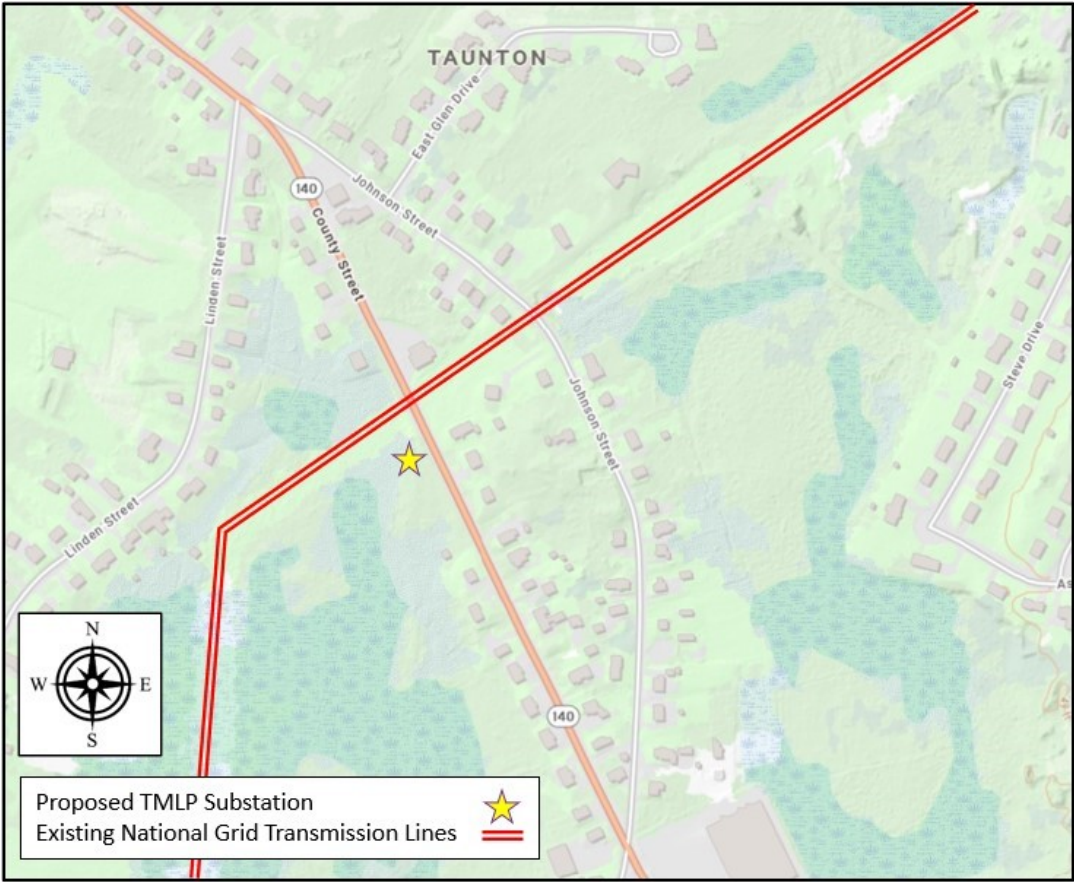 TAUNTON
East Glen Drive
Johnson Street
140
County Street
Linden Street
Steve Drive
Johnson Street
Linden Street
As
N
W E
S
140
Proposed TMLP Substation
Existing National Grid Transmission Lines